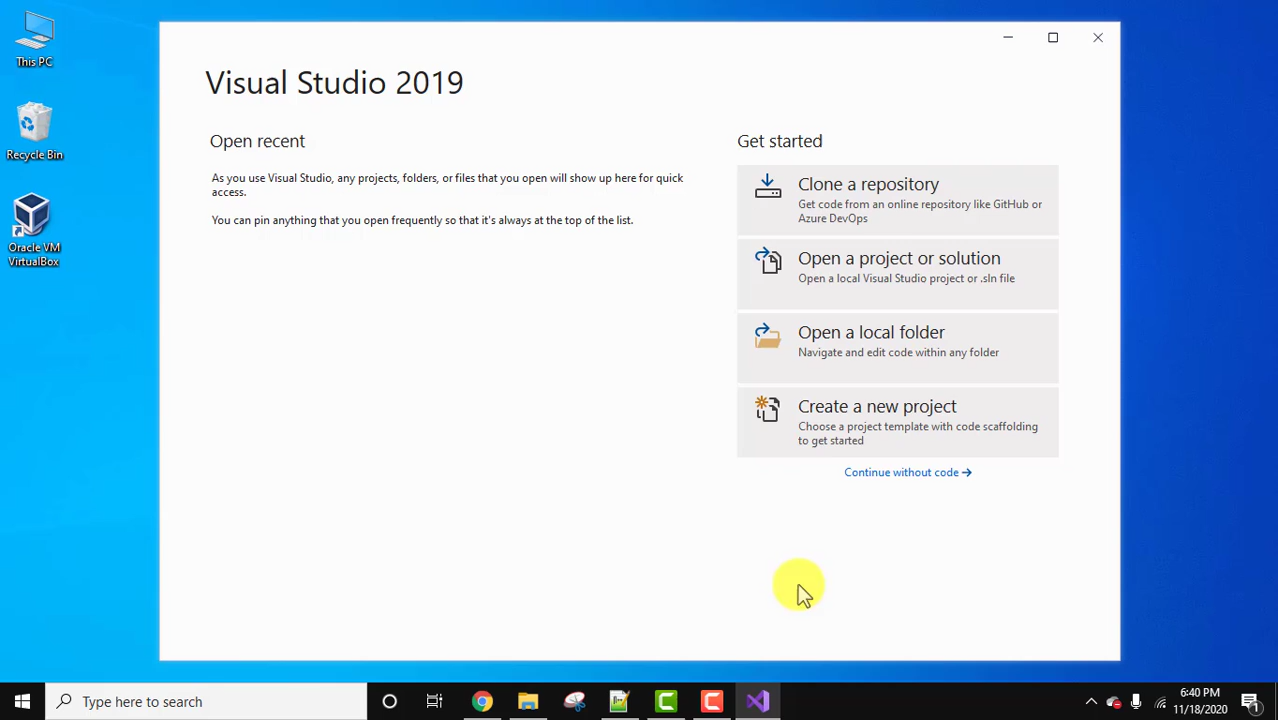 This PC
Recycle Bin
Oracle VM
VirtualBox
Visual Studio 2019
Open recent
As you use Visual Studio, any projects, folders, or files that you open will show up here for quick
access.
You can pin anything that you open frequently so that it's always at the top of the list.
Get started
Clone a repository
Get code from an online repository like GitHub or
Azure DevOps
Open a project or solution
Open a local Visual Studio project or .sln file
Open a local folder
Navigate and edit code within any folder
Create a new project
Choose a project template with code scaffolding
to get started
Continue without code →
Type here to search
6:40 PM
11/18/2020
1